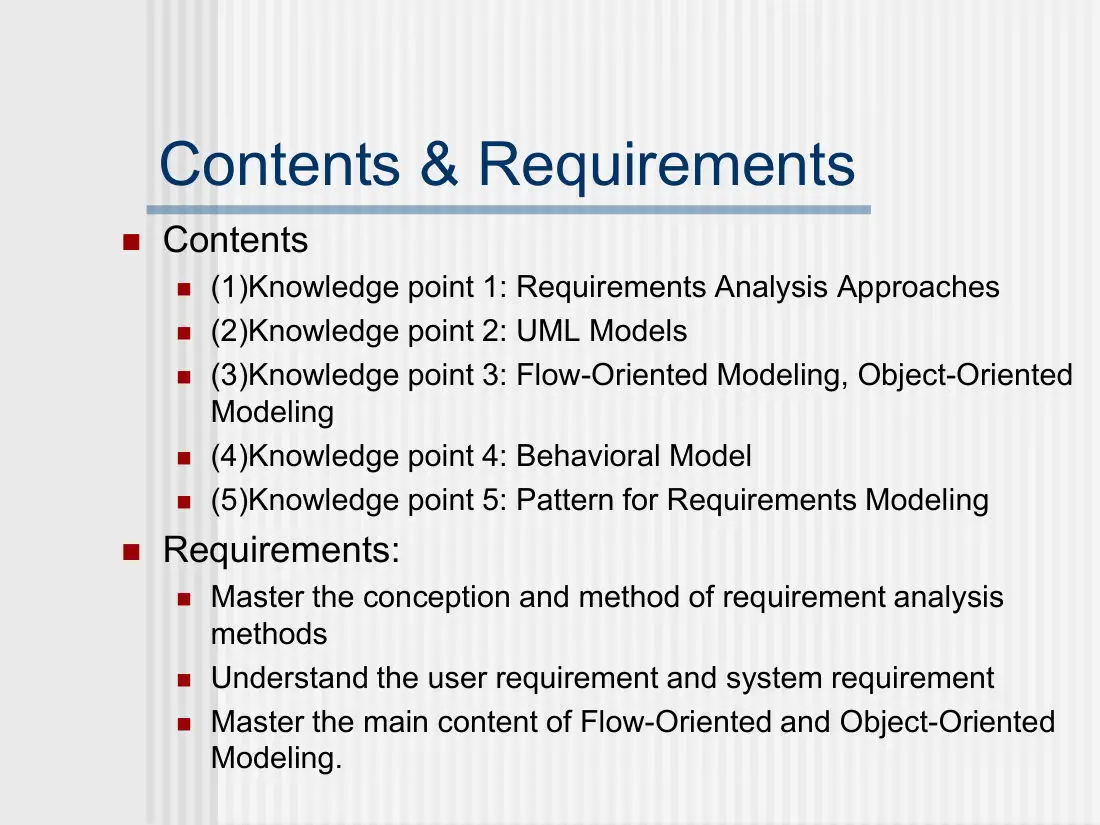 Contents & Requirements
Contents
(1)Knowledge point 1: Requirements Analysis Approaches
(2)Knowledge point 2: UML Models
(3)Knowledge point 3: Flow-Oriented Modeling, Object-Oriented
Modeling
(4)Knowledge point 4: Behavioral Model
(5)Knowledge point 5: Pattern for Requirements Modeling
Requirements:
Master the conception and method of requirement analysis
methods
Understand the user requirement and system requirement
Master the main content of Flow-Oriented and Object-Oriented
Modeling.